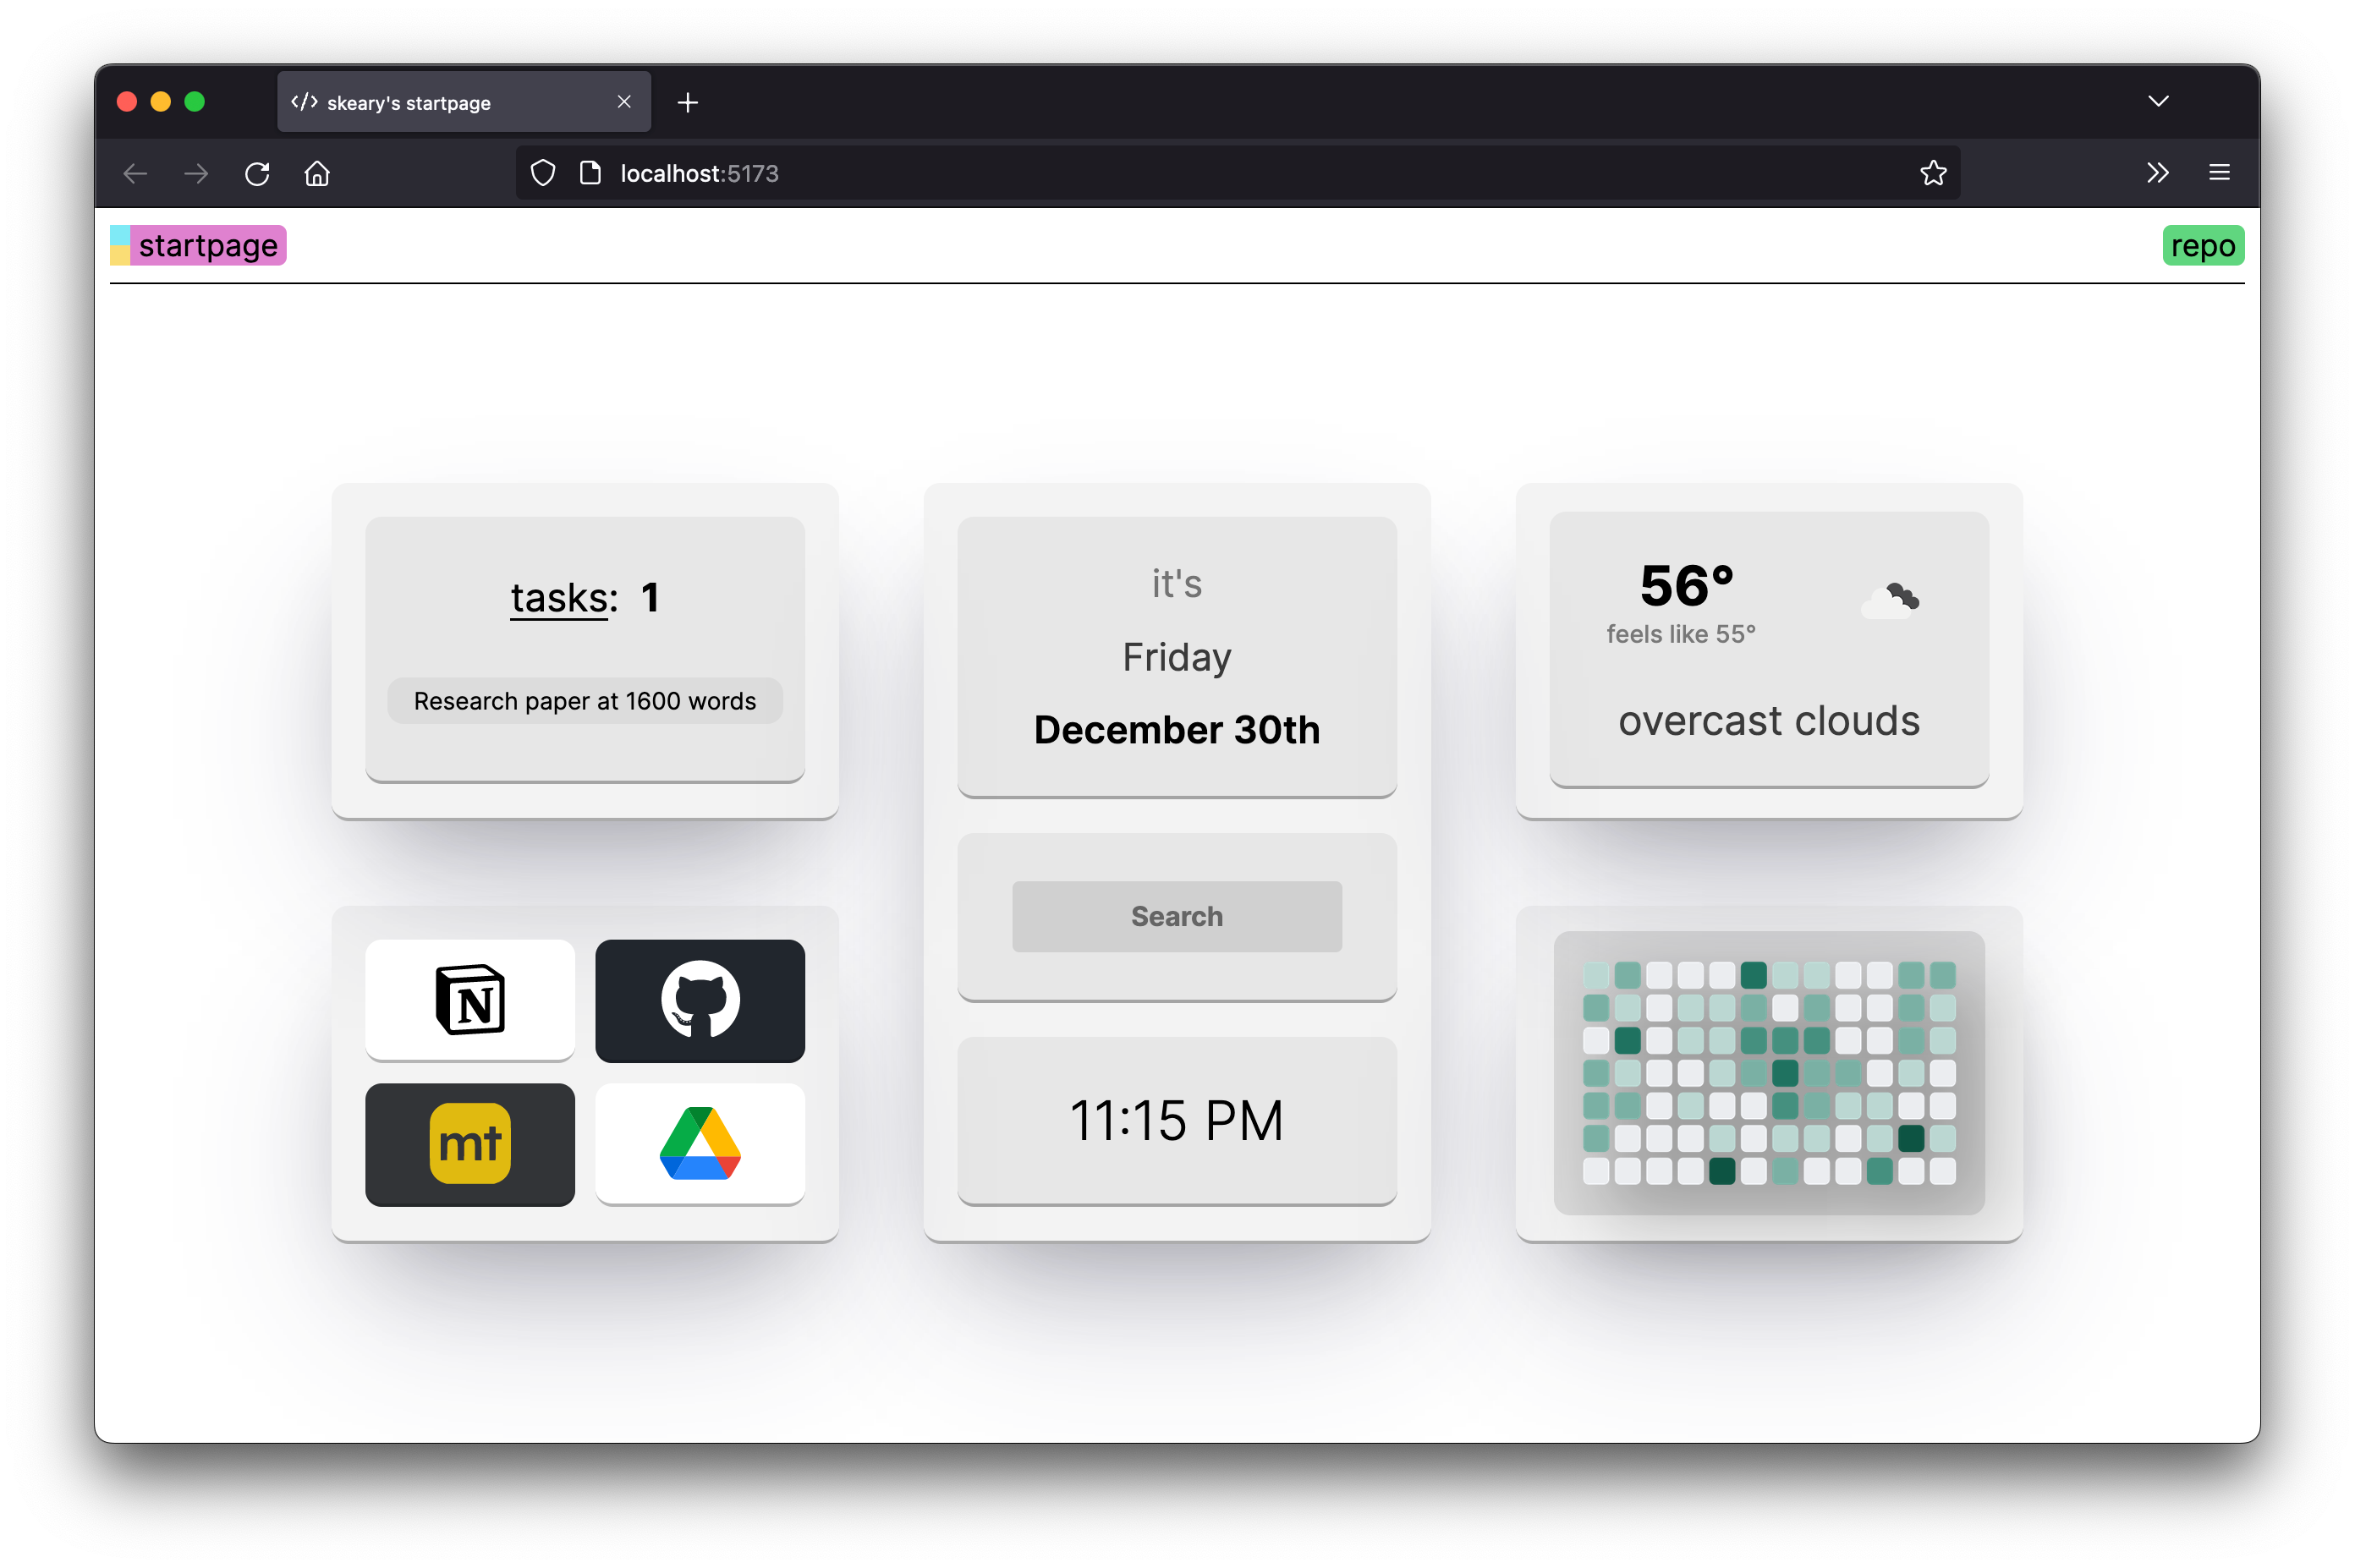 skeary's startpage
localhost:5173
startpage
repo
tasks: 1
Research paper at 1600 words
it's
Friday
December 30th
Search
11:15 PM
56°
feels like 55°
overcast clouds
N
mt